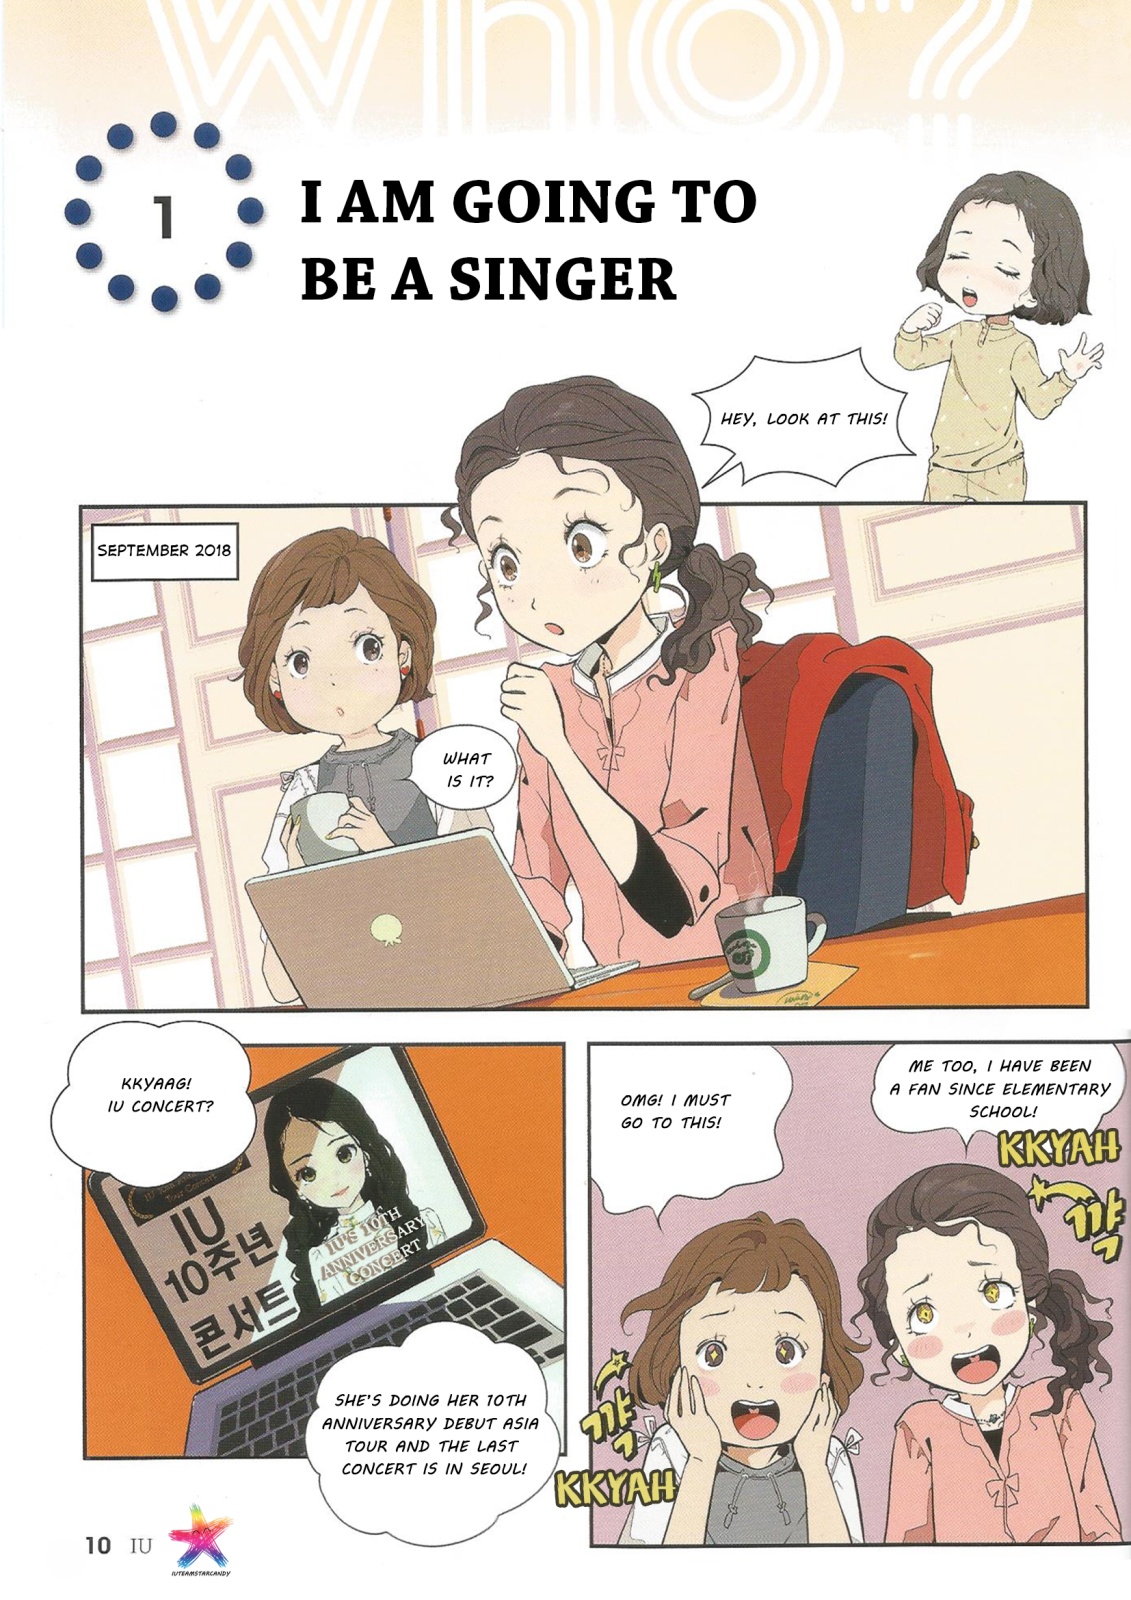 Who?
1
I AM GOING TO
BE A SINGER
HEY, LOOK AT THIS!
SEPTEMBER 2018
WHAT
IS IT?
KKYAAG!
IU CONCERT?
IU
10주년
콘서트
IU'S 10TH
ANNIVERSARY
CONCERT
SHE'S DOING HER 10TH
ANNIVERSARY DEBUT ASIA
TOUR AND THE LAST
CONCERT IS IN SEOUL!
OMG! I MUST
GO TO THIS!
ME TOO, I HAVE BEEN
A FAN SINCE ELEMENTARY
SCHOOL!
KKYAH
꺅
꺅
KKYAH
10 IU
IUTEAMSTARCANDY